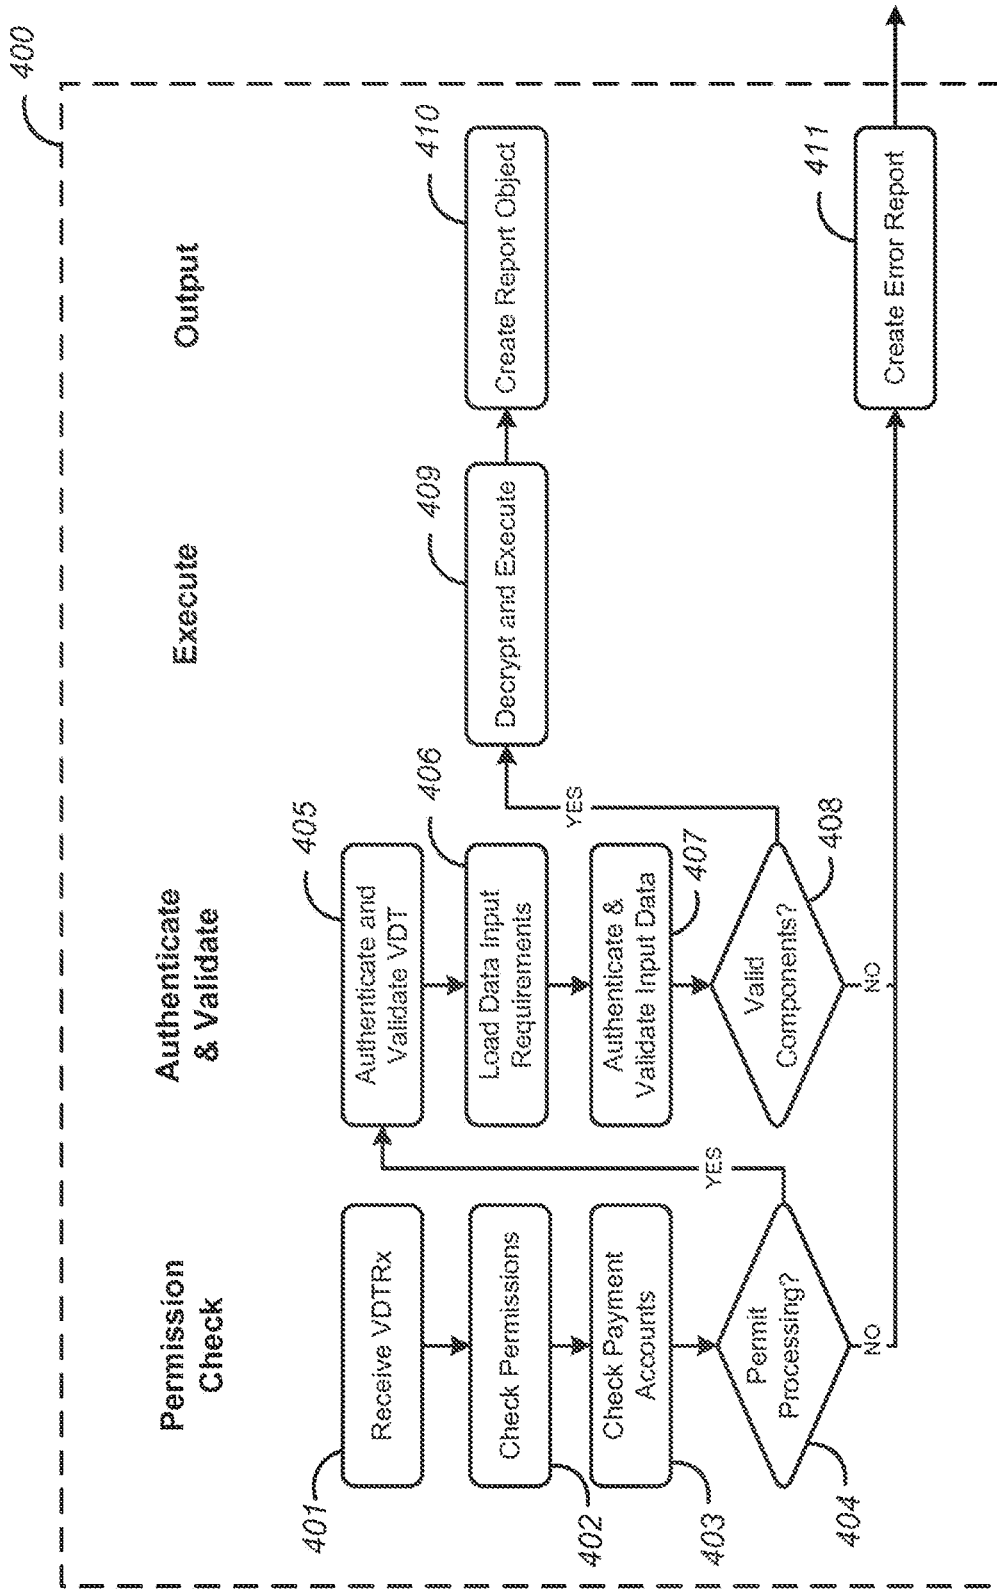 400
Permission
Check
Authenticate
& Validate
Execute
Output
401
Receive VDTRx
402
Check Permissions
403
Check Payment
Accounts
404
Permit
Processing?
YES
NO
405
Authenticate and
Validate VDT
406
Load Data Input
Requirements
407
Authenticate &
Validate Input Data
408
Valid
Components?
YES
NO
409
Decrypt and Execute
410
Create Report Object
411
Create Error Report